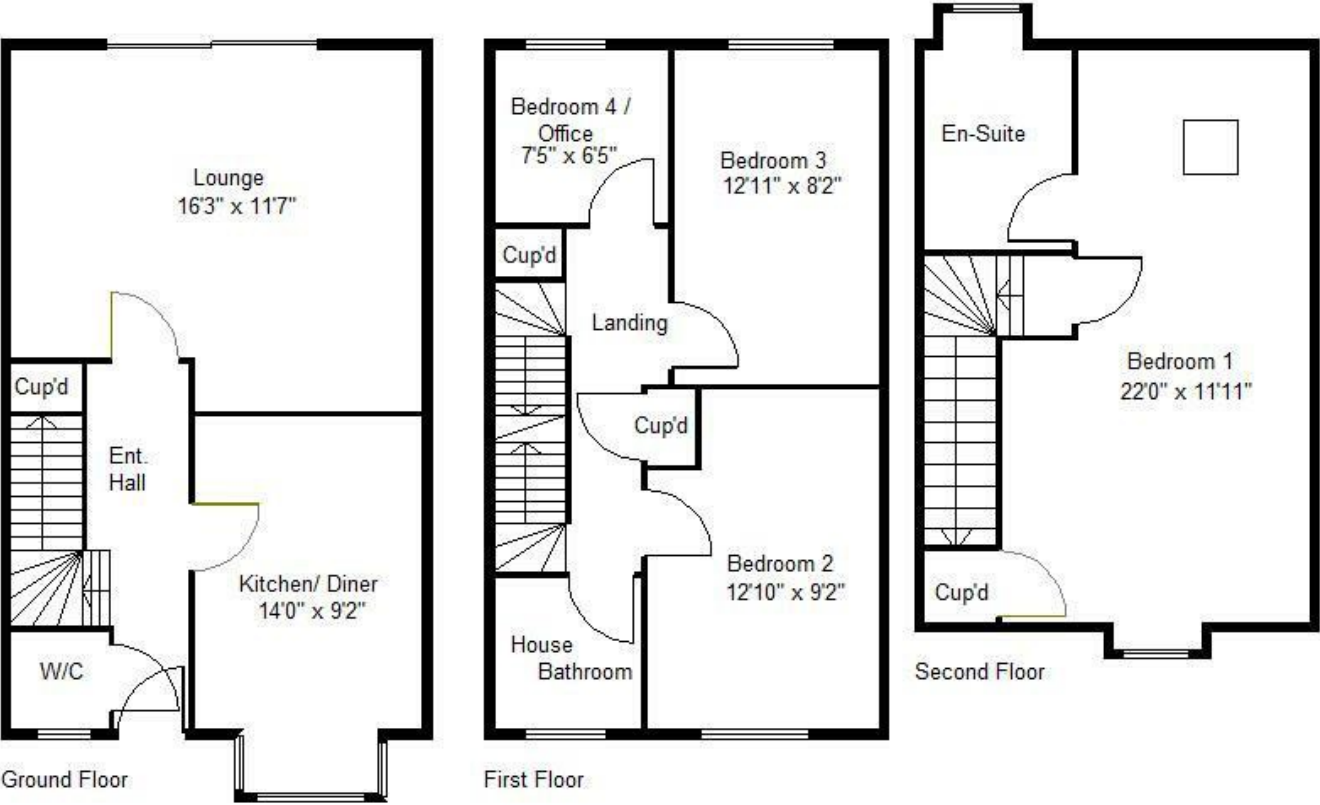 Lounge
16'3" x 11'7"
Cup'd
Ent.
Hall
Kitchen/ Diner
14'0" x 9'2"
W/C
Ground Floor
Bedroom 4 /
Office
7'5" x 6'5"
Bedroom 3
12'11" x 8'2"
Cup'd
Landing
Cup'd
Bedroom 2
12'10" x 9'2"
House
Bathroom
First Floor
En-Suite
Bedroom 1
22'0" x 11'11"
Cup'd
Second Floor